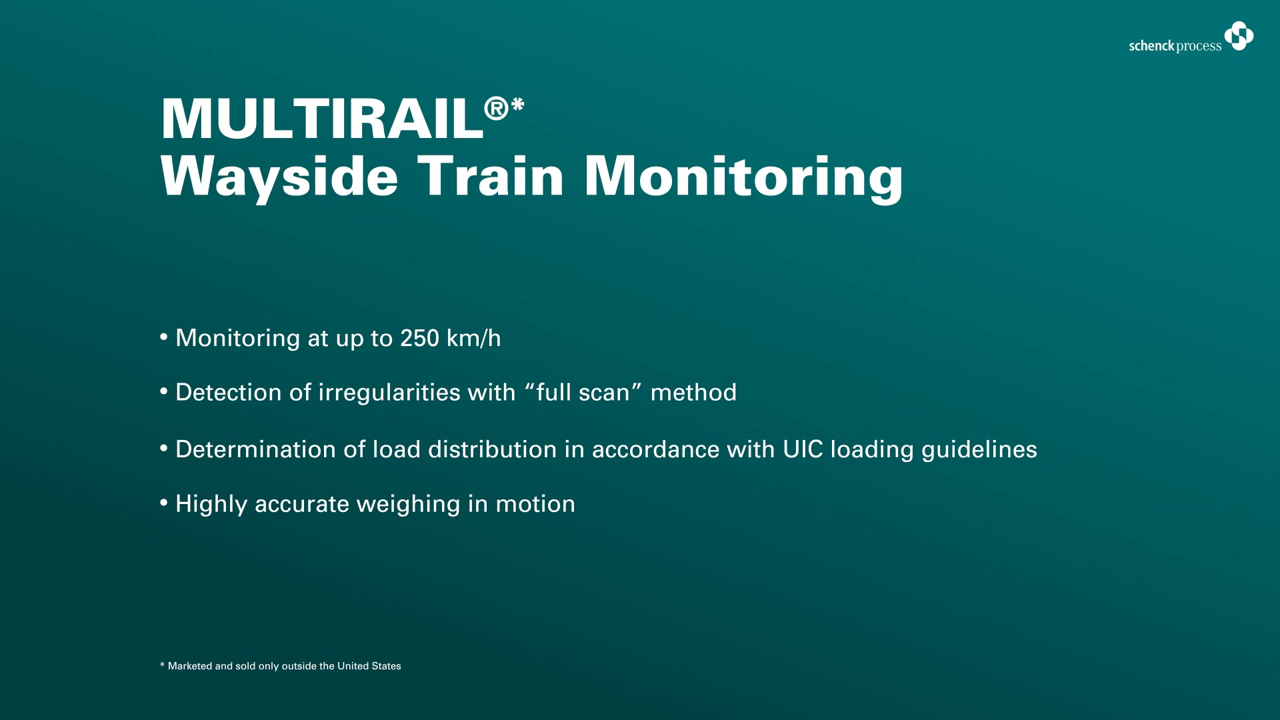 schenck process
MULTIRAIL®*
Wayside Train Monitoring
• Monitoring at up to 250 km/h
• Detection of irregularities with “full scan” method
• Determination of load distribution in accordance with UIC loading guidelines
• Highly accurate weighing in motion
* Marketed and sold only outside the United States